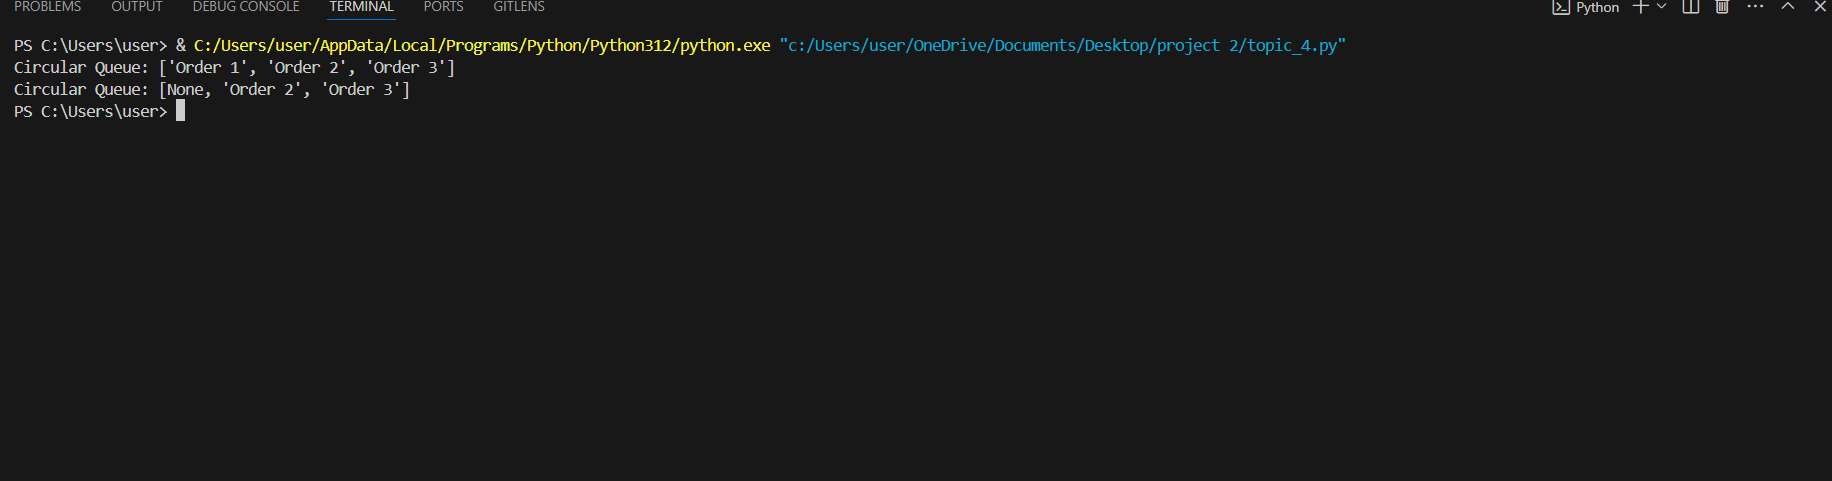 PROBLEMS OUTPUT DEBUG CONSOLE TERMINAL PORTS GITLENS Python
PS C:\Users\user> & C:/Users/user/AppData/Local/Programs/Python/Python312/python.exe "c:/Users/user/OneDrive/Documents/Desktop/project 2/topic_4.py"
Circular Queue: ['Order 1', 'Order 2', 'Order 3']
Circular Queue: [None, 'Order 2', 'Order 3']
PS C:\Users\user>